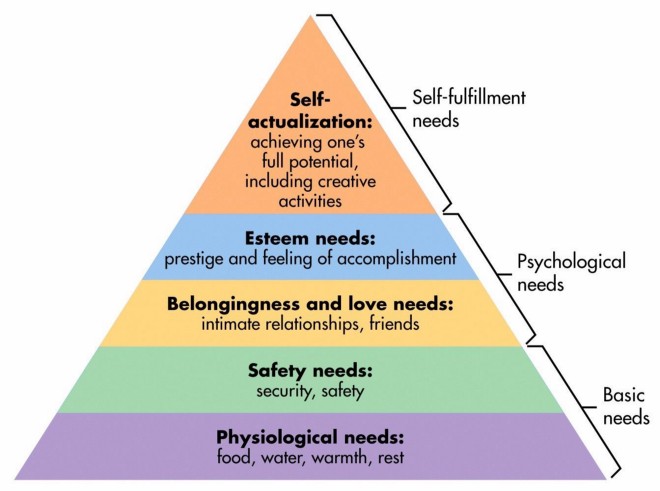 Self-
actualization:
achieving one's
full potential,
including creative
activities
Self-fulfillment
needs
Esteem needs:
prestige and feeling of accomplishment
Psychological
needs
Belongingness and love needs:
intimate relationships, friends
Safety needs:
security, safety
Basic
needs
Physiological needs:
food, water, warmth, rest